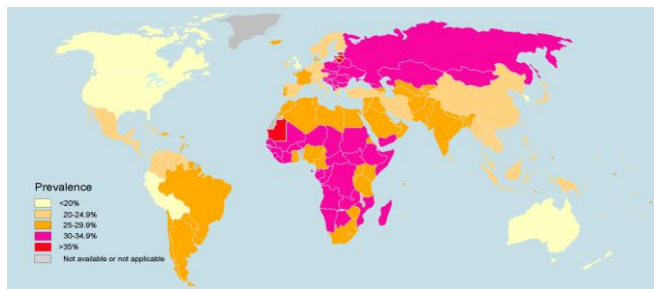 Prevalence
<20%
20-24.9%
25-29.9%
30-34.9%
>35%
Not available or not applicable